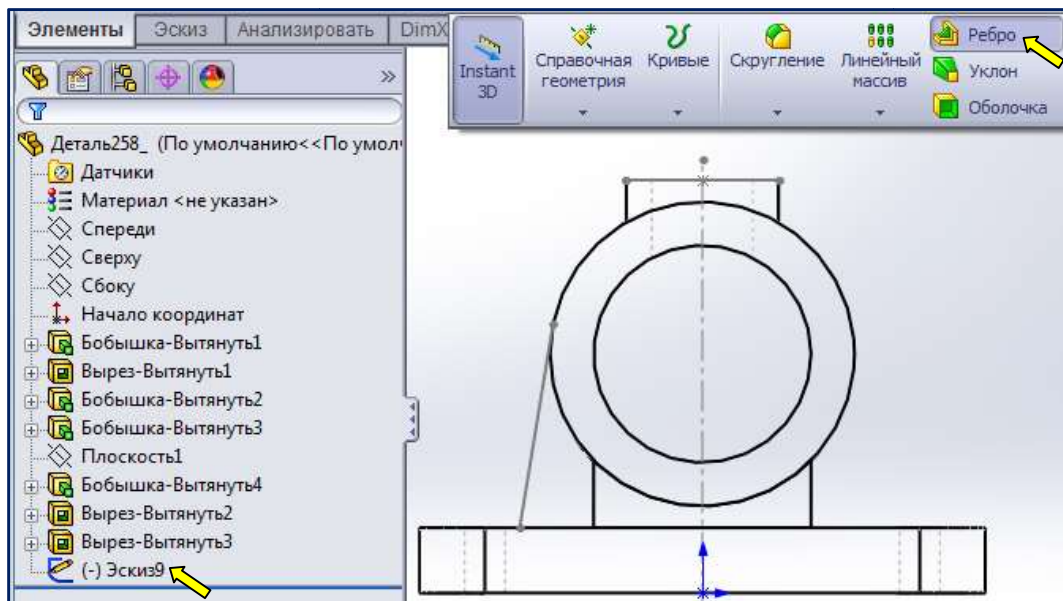 Элементы Эскиз Анализировать DimX
Instant 3D
Справочная геометрия
Кривые
Скругление
Линейный массив
Ребро
Уклон
Оболочка
Деталь258_ (По умолчанию<<По умол
Датчики
Материал <не указан>
Спереди
Сверху
Сбоку
Начало координат
Бобышка-Вытянуть1
Вырез-Вытянуть1
Бобышка-Вытянуть2
Бобышка-Вытянуть3
Плоскость1
Бобышка-Вытянуть4
Вырез-Вытянуть2
Вырез-Вытянуть3
(-) Эскиз9